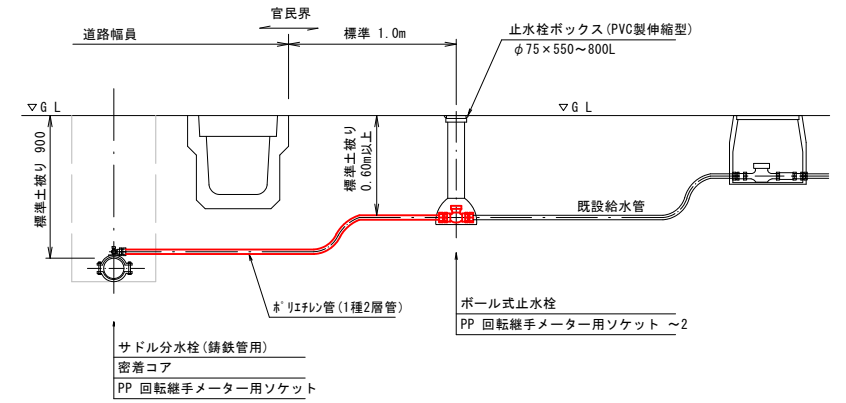 官民界
道路幅員
標準 1.0m
止水栓ボックス(PVC製伸縮型)
φ75×550～800L
▽G L
▽G L
標準土被り 900
標準土被り
0.60m以上
既設給水管
ﾎﾟﾘｴﾁﾚﾝ管(1種2層管)
ボール式止水栓
PP 回転継手メーター用ソケット ～2
サドル分水栓(鋳鉄管用)
密着コア
PP 回転継手メーター用ソケット